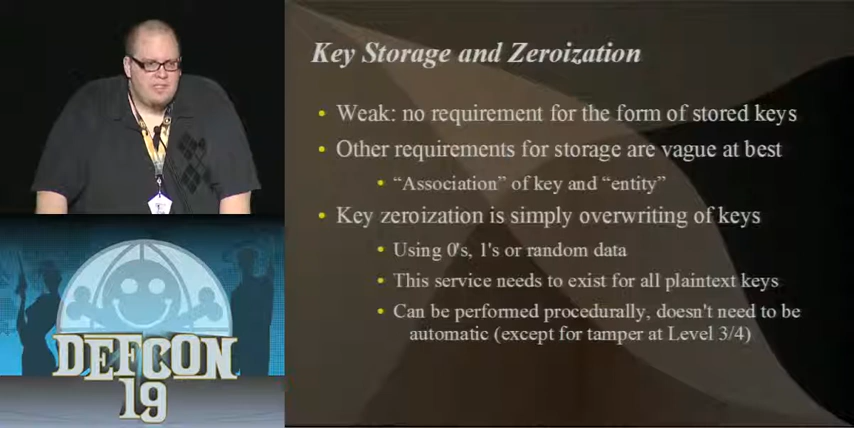 Key Storage and Zeroization
• Weak: no requirement for the form of stored keys
• Other requirements for storage are vague at best
• “Association” of key and “entity”
• Key zeroization is simply overwriting of keys
• Using 0's, 1's or random data
• This service needs to exist for all plaintext keys
• Can be performed procedurally, doesn't need to be
automatic (except for tamper at Level 3/4)
DEFCON
19